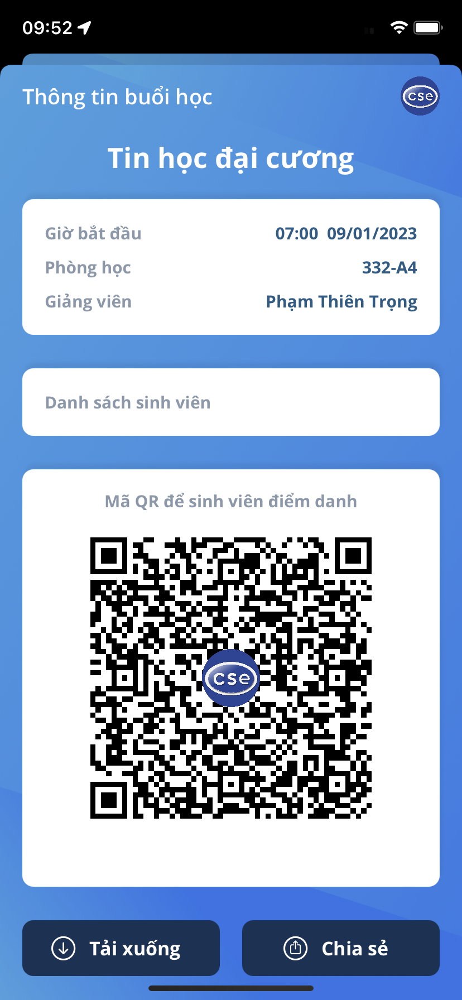 09:52
Thông tin buổi học
cse
Tin học đại cương
Giờ bắt đầu 07:00 09/01/2023
Phòng học 332-A4
Giảng viên Phạm Thiên Trọng
Danh sách sinh viên
Mã QR để sinh viên điểm danh
cse
Tải xuống Chia sẻ